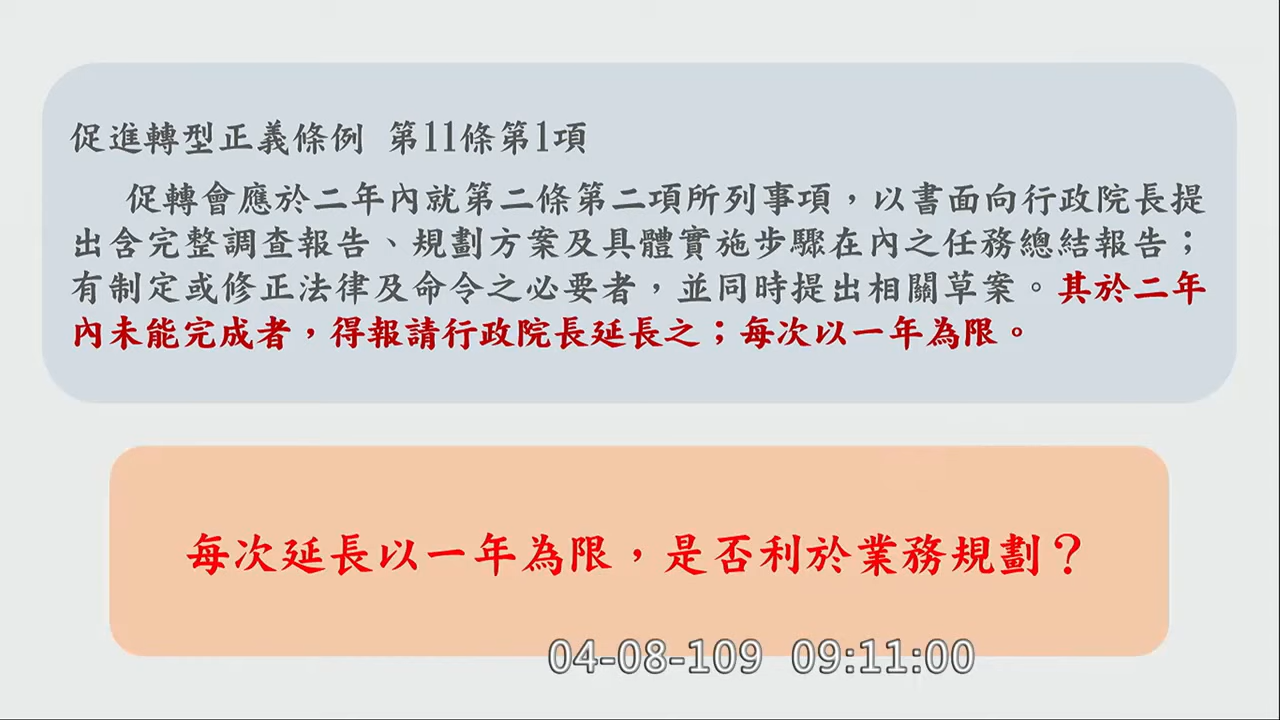 促進轉型正義條例 第11條第1項
促轉會應於二年內就第二條第二項所列事項，以書面向行政院長提
出含完整調查報告、規劃方案及具體實施步驟在內之任務總結報告；
有制定或修正法律及命令之必要者，並同時提出相關草案。其於二年
內未能完成者，得報請行政院長延長之；每次以一年為限。
每次延長以一年為限，是否利於業務規劃？
04-08-109 09:11:00